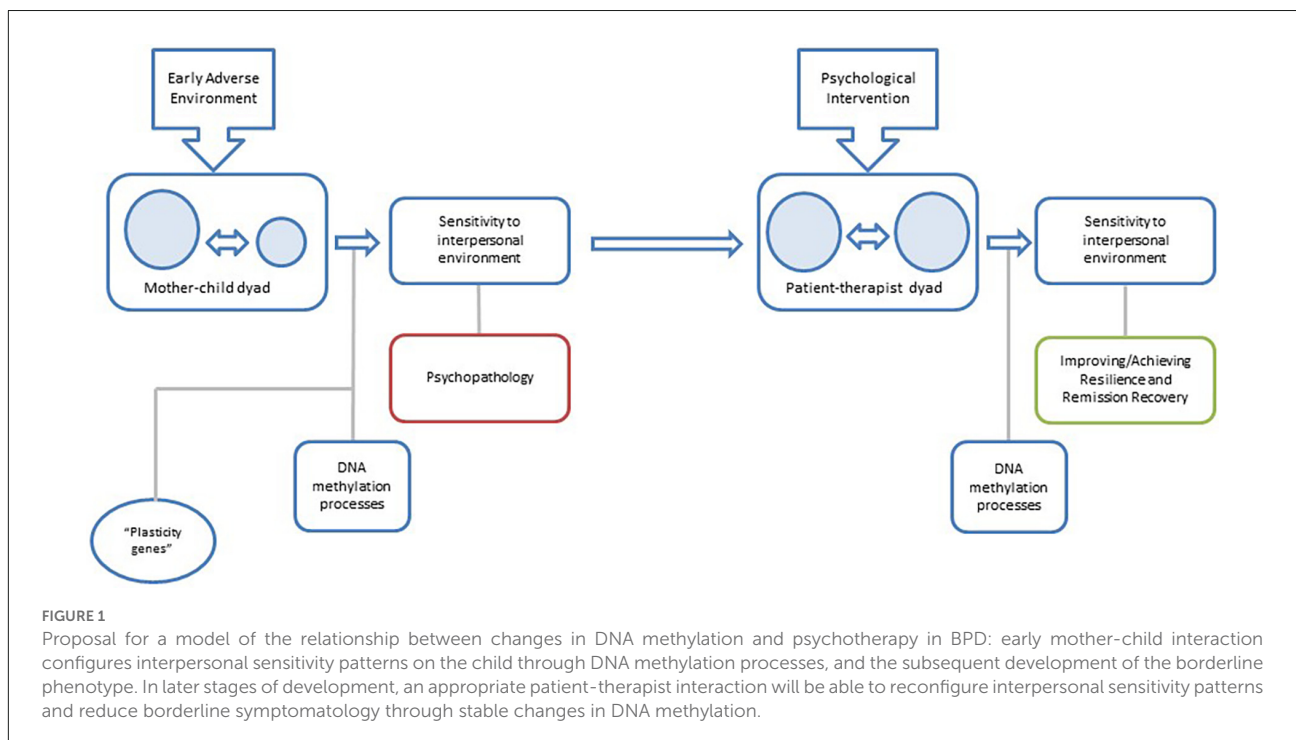 Early Adverse
Environment
Psychological
Intervention
Mother-child dyad
Sensitivity to
interpersonal
environment
Patient-therapist dyad
Sensitivity to
interpersonal
environment
Psychopathology
Improving/Achieving
Resilience and
Remission Recovery
DNA
methylation
processes
DNA
methylation
processes
"Plasticity
genes"
FIGURE 1
Proposal for a model of the relationship between changes in DNA methylation and psychotherapy in BPD: early mother-child interaction
configures interpersonal sensitivity patterns on the child through DNA methylation processes, and the subsequent development of the borderline
phenotype. In later stages of development, an appropriate patient-therapist interaction will be able to reconfigure interpersonal sensitivity patterns
and reduce borderline symptomatology through stable changes in DNA methylation.